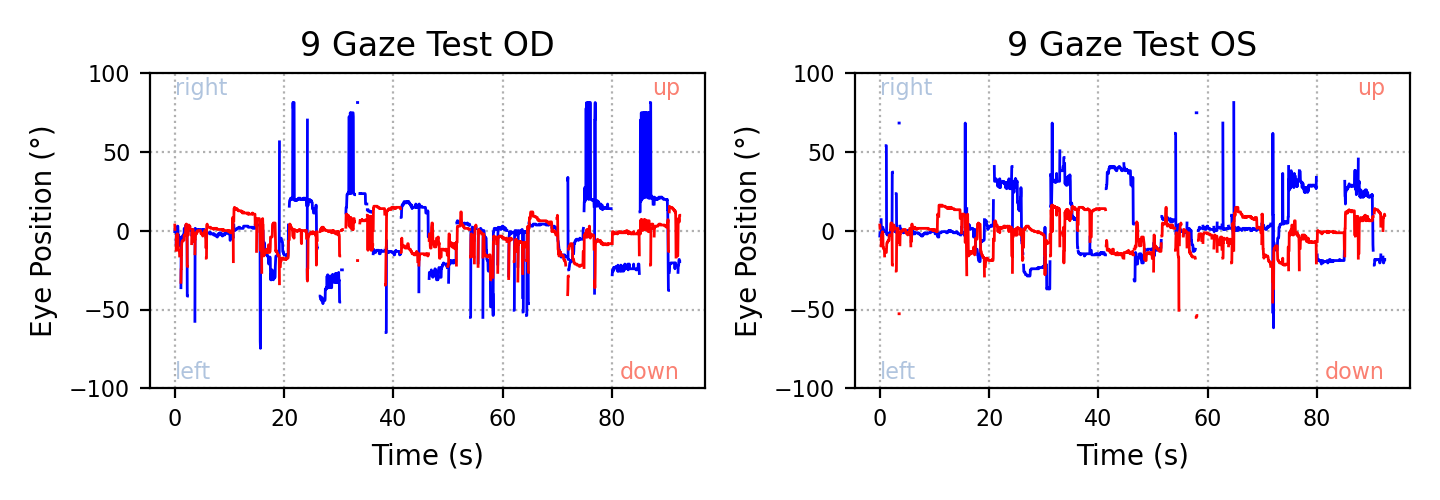 9 Gaze Test OD
100
50
0
−50
−100
Eye Position (°)
right
up
left
down
0
20
40
60
80
Time (s)
9 Gaze Test OS
100
50
0
−50
−100
Eye Position (°)
right
up
left
down
0
20
40
60
80
Time (s)